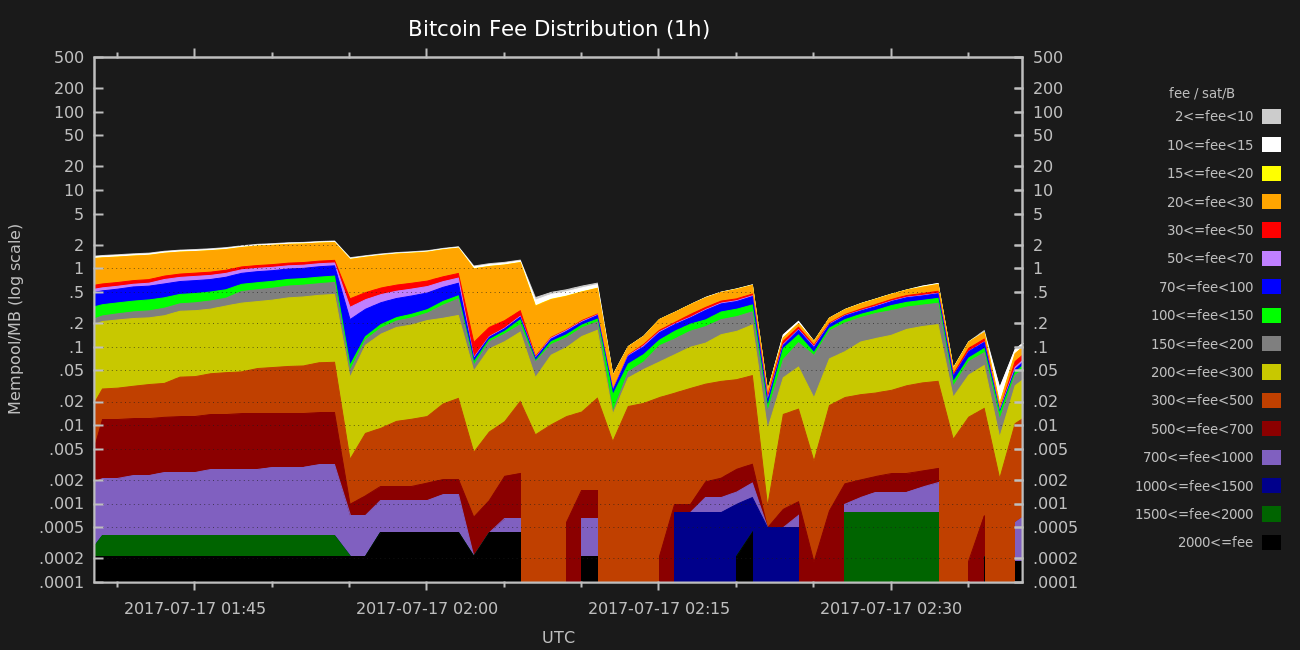 Bitcoin Fee Distribution (1h)
Mempool/MB (log scale)
500
200
100
50
20
10
5
2
1
.5
.2
.1
.05
.02
.01
.005
.002
.001
.0005
.0002
.0001
500
200
100
50
20
10
5
2
1
.5
.2
.1
.05
.02
.01
.005
.002
.001
.0005
.0002
.0001
2017-07-17 01:45
2017-07-17 02:00
2017-07-17 02:15
2017-07-17 02:30
UTC
fee / sat/B
2<=fee<10
10<=fee<15
15<=fee<20
20<=fee<30
30<=fee<50
50<=fee<70
70<=fee<100
100<=fee<150
150<=fee<200
200<=fee<300
300<=fee<500
500<=fee<700
700<=fee<1000
1000<=fee<1500
1500<=fee<2000
2000<=fee